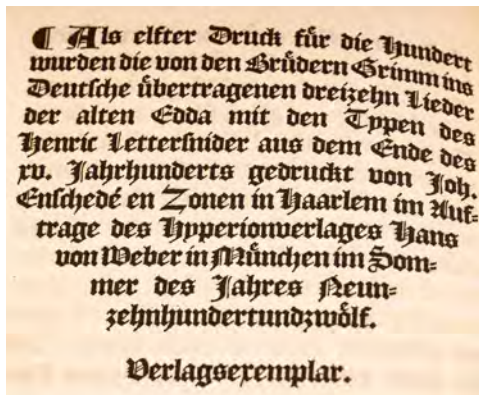 ¶ Als elfter Druck für die Hundert
wurden die von den Brüdern Grimm ins
Deutsche übertragenen dreizehn Lieder
der alten Edda mit den Typen des
Henric Lettersnider aus dem Ende des
xv. Jahrhunderts gedruckt von Joh.
Enschedé en Zonen in Haarlem im Auf-
trage des Hyperionverlages Hans
von Weber in München im Som-
mer des Jahres Neun-
zehnhundertundzwölf.
Verlagsexemplar.